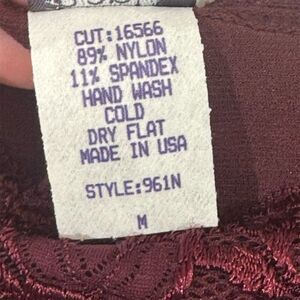 CUT:16566
89% NYLON
11% SPANDEX
HAND WASH
COLD
DRY FLAT
MADE IN USA
STYLE:961N
M